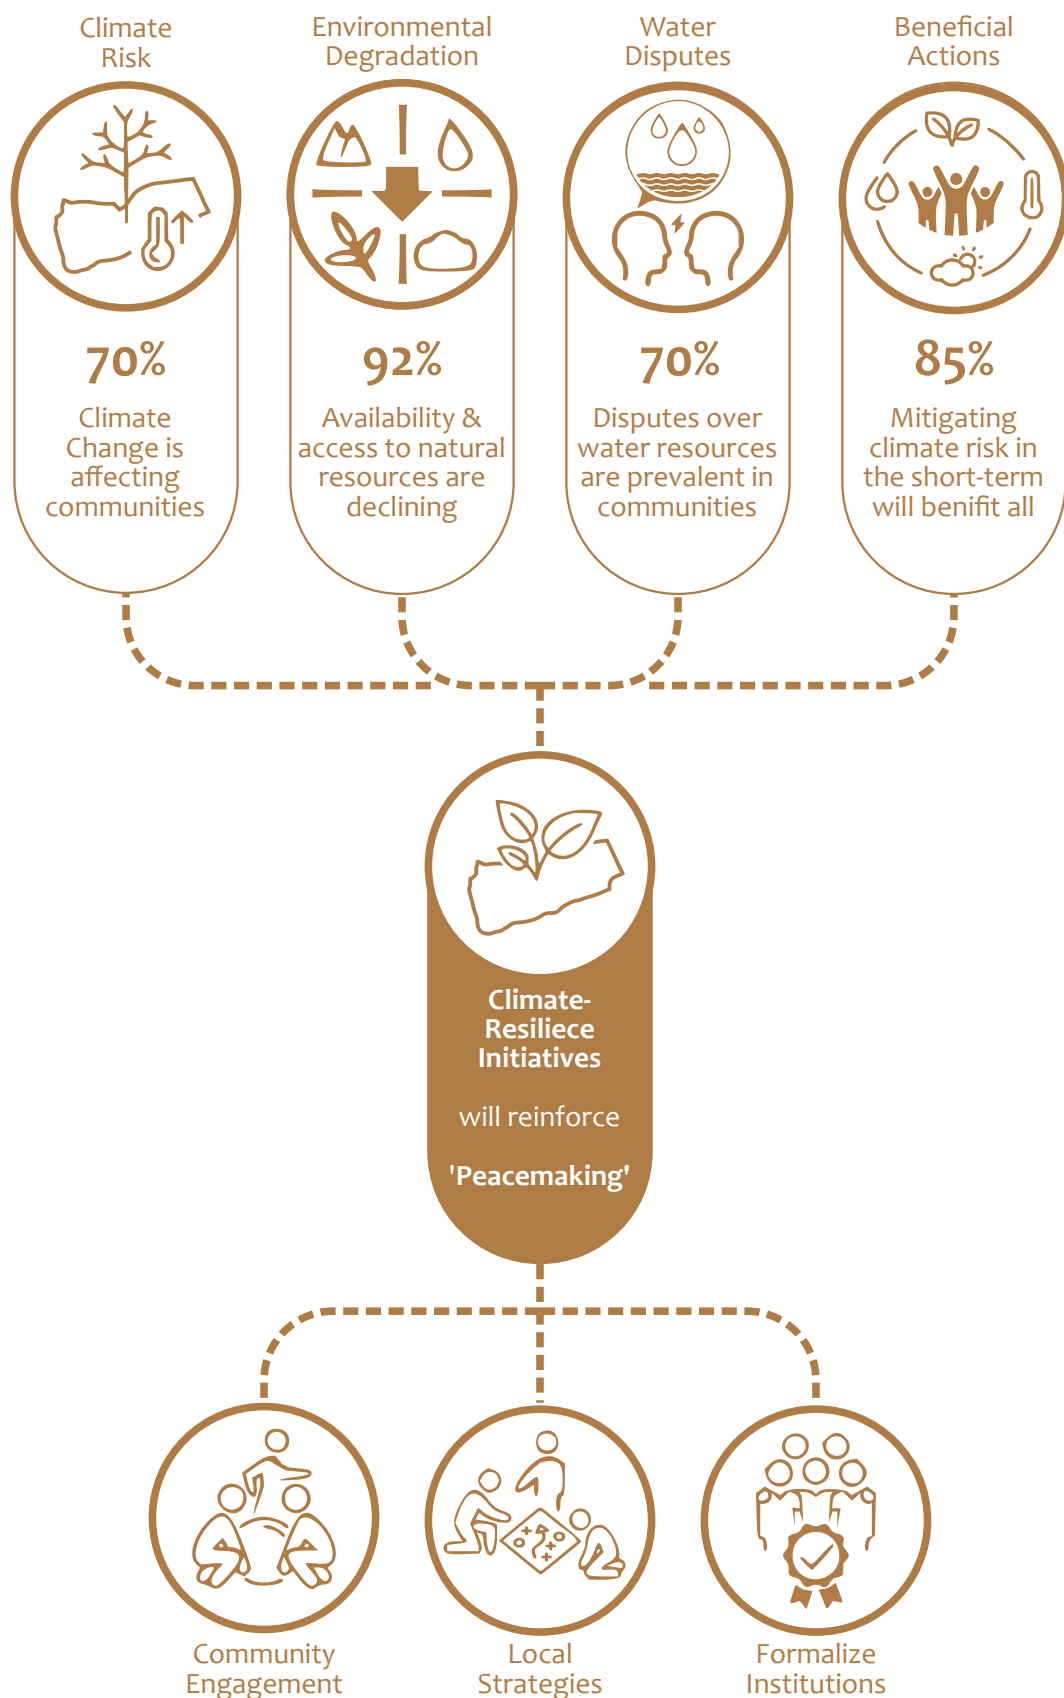 Climate
Risk
Environmental
Degradation
Water
Disputes
Beneficial
Actions
70%
Climate
Change is
affecting
communities
92%
Availability &
access to natural
resources are
declining
70%
Disputes over
water resources
are prevalent in
communities
85%
Mitigating
climate risk in
the short-term
will benifit all
Climate-
Resiliece
Initiatives
will reinforce
'Peacemaking'
Community
Engagement
Local
Strategies
Formalize
Institutions